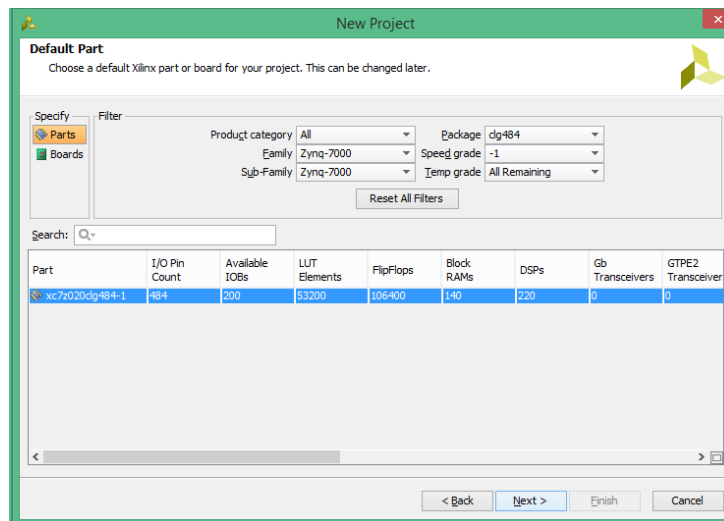 New Project
Default Part
Choose a default Xilinx part or board for your project. This can be changed later.
Specify
Filter
Parts
Boards
Product category All Package clg484
Family Zynq-7000 Speed grade -1
Sub-Family Zynq-7000 Temp grade All Remaining
Reset All Filters
Search:
Part I/O Pin Count Available IOBs LUT Elements FlipFlops Block RAMs DSPs Gb Transceivers GTPE2 Transceiver
xc7z020clg484-1 484 200 53200 106400 140 220 0 0
< Back Next > Finish Cancel